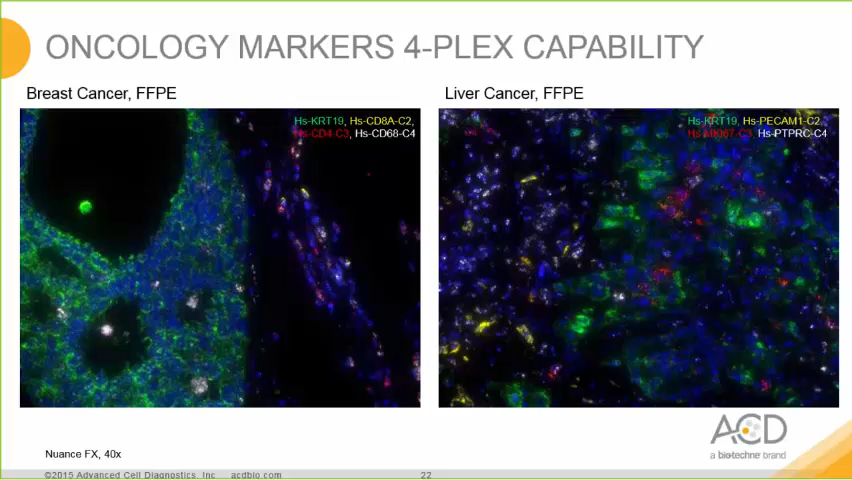 ONCOLOGY MARKERS 4-PLEX CAPABILITY
Breast Cancer, FFPE
Hs-KRT19, Hs-CD8A-C2,
Hs-CD4-C3, Hs-CD68-C4
Liver Cancer, FFPE
Hs-KRT19, Hs-PECAM1-C2,
Hs-MKI67-C3, Hs-PTPRC-C4
ACD
a biotechne brand
Nuance FX, 40x
©2015 Advanced Cell Diagnostics, Inc acdbio.com 22